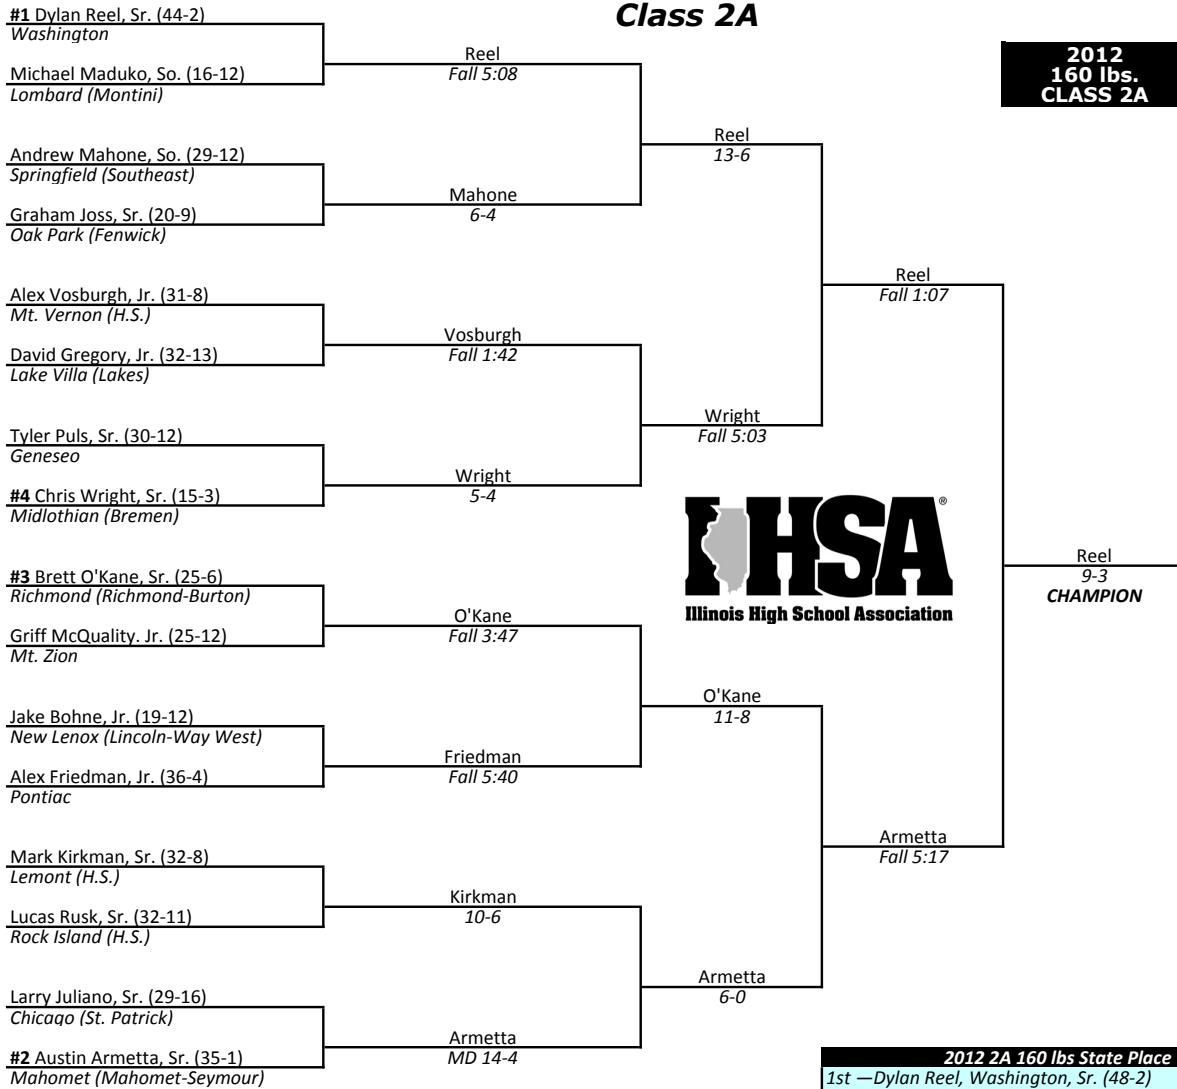 Class 2A
2012
160 lbs.
CLASS 2A
#1 Dylan Reel, Sr. (44-2)
Washington
Michael Maduko, So. (16-12)
Lombard (Montini)
Andrew Mahone, So. (29-12)
Springfield (Southeast)
Graham Joss, Sr. (20-9)
Oak Park (Fenwick)
Alex Vosburgh, Jr. (31-8)
Mt. Vernon (H.S.)
David Gregory, Jr. (32-13)
Lake Villa (Lakes)
Tyler Puls, Sr. (30-12)
Geneseo
#4 Chris Wright, Sr. (15-3)
Midlothian (Bremen)
#3 Brett O'Kane, Sr. (25-6)
Richmond (Richmond-Burton)
Griff McQuality. Jr. (25-12)
Mt. Zion
Jake Bohne, Jr. (19-12)
New Lenox (Lincoln-Way West)
Alex Friedman, Jr. (36-4)
Pontiac
Mark Kirkman, Sr. (32-8)
Lemont (H.S.)
Lucas Rusk, Sr. (32-11)
Rock Island (H.S.)
Larry Juliano, Sr. (29-16)
Chicago (St. Patrick)
#2 Austin Armetta, Sr. (35-1)
Mahomet (Mahomet-Seymour)
Reel
Fall 5:08
Mahone
6-4
Vosburgh
Fall 1:42
Wright
5-4
O'Kane
Fall 3:47
Friedman
Fall 5:40
Kirkman
10-6
Armetta
MD 14-4
Reel
13-6
Wright
Fall 5:03
O'Kane
11-8
Armetta
6-0
Reel
Fall 1:07
Armetta
Fall 5:17
Reel
9-3
CHAMPION
IHSA®
Illinois High School Association
2012 2A 160 lbs State Place
1st —Dylan Reel, Washington, Sr. (48-2)